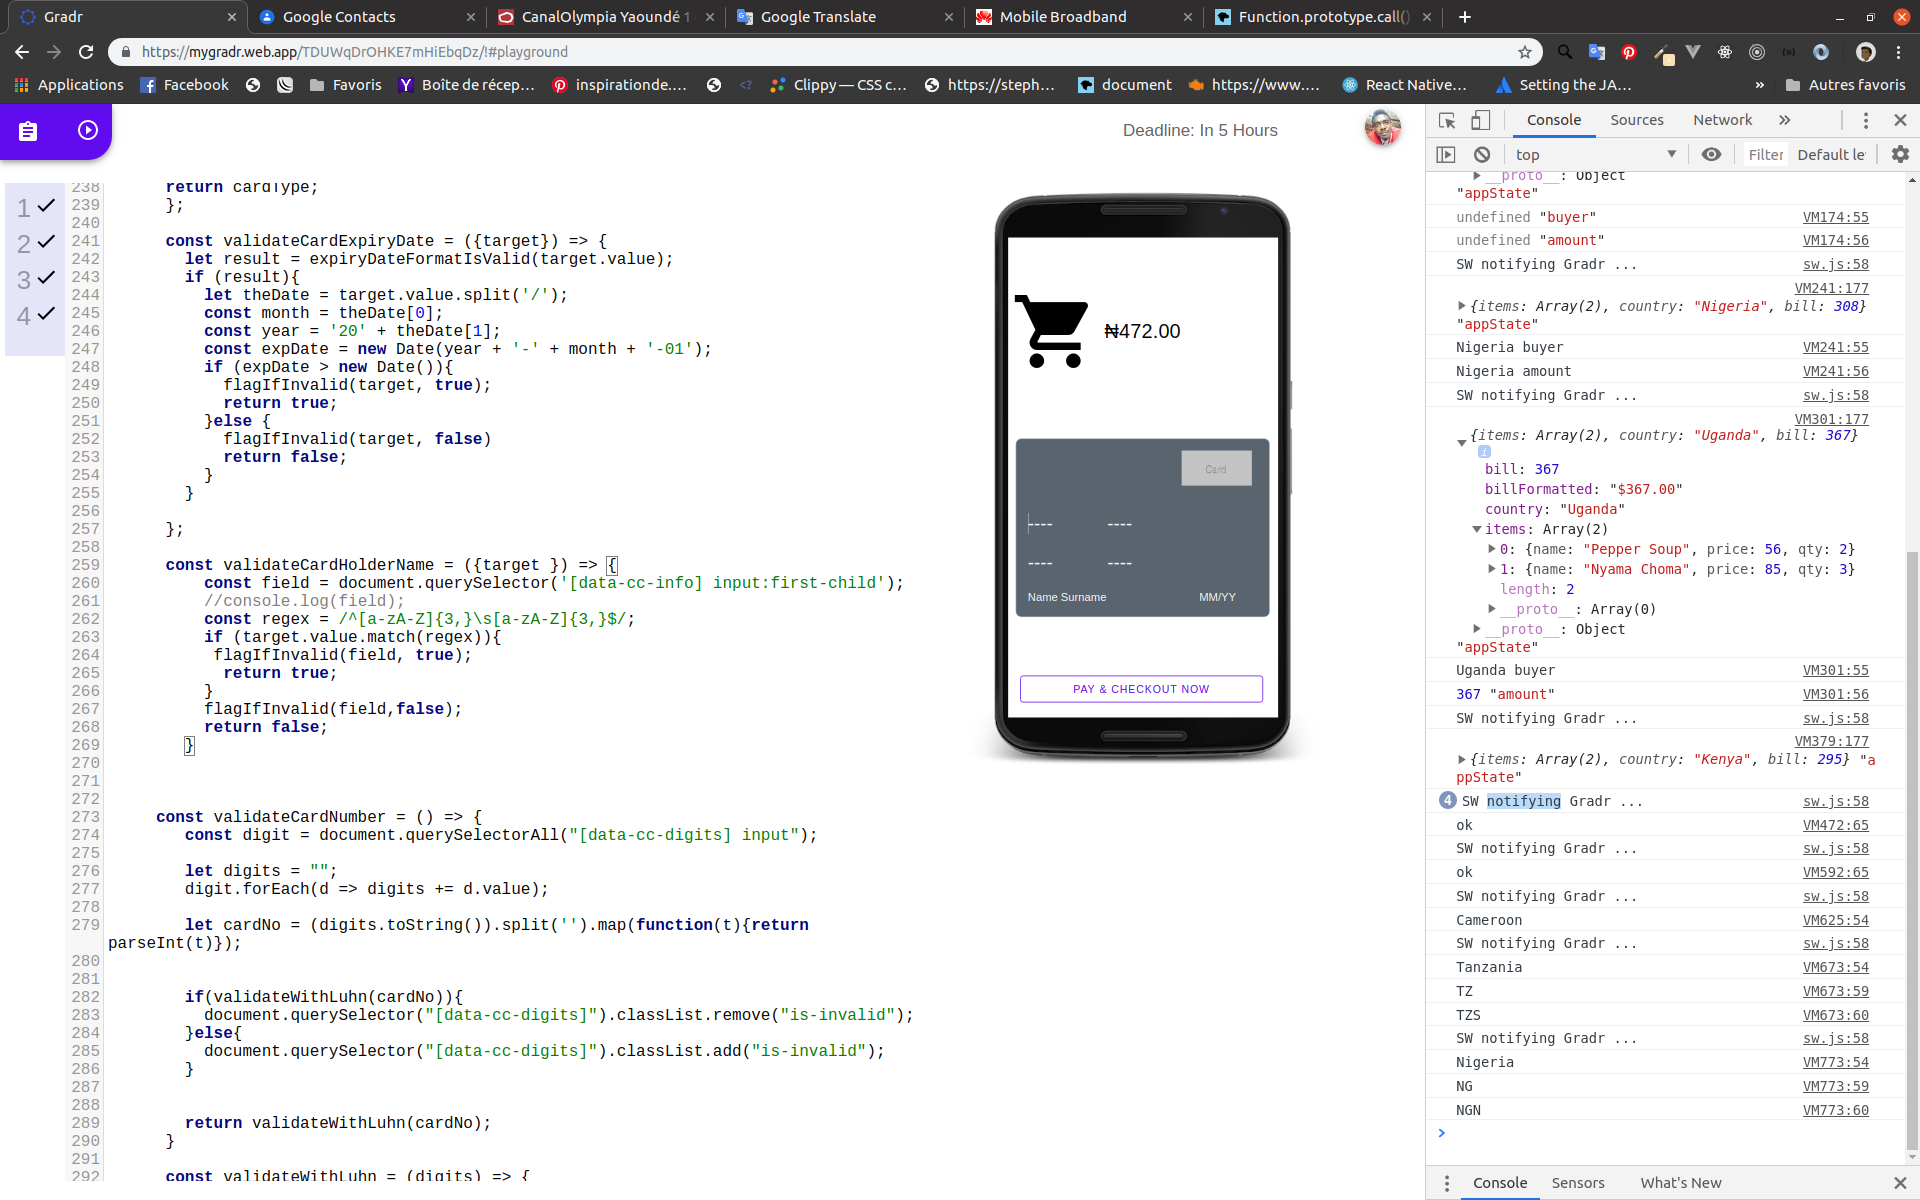 Gradr
Google Contacts
CanalOlympia Yaoundé 1
Google Translate
Mobile Broadband
Function.prototype.call()
https://mygradr.web.app/TDUWqDrOHKE7mHiEbqDz/!#playground
Applications
Facebook
Favoris
Boîte de récep…
inspirationde.…
Clippy — CSS c…
https://steph…
document
https://www.…
React Native…
Setting the JA…
»
Autres favoris
Deadline: In 5 Hours
1
2
3
4
238 return cardType;
239 };
240
241 const validateCardExpiryDate = ({target}) => {
242 let result = expiryDateFormatIsValid(target.value);
243 if (result){
244 let theDate = target.value.split('/');
245 const month = theDate[0];
246 const year = '20' + theDate[1];
247 const expDate = new Date(year + '-' + month + '-01');
248 if (expDate > new Date()){
249 flagIfInvalid(target, true);
250 return true;
251 }else {
252 flagIfInvalid(target, false)
253 return false;
254 }
255 }
256
257 };
258
259 const validateCardHolderName = ({target }) => {
260 const field = document.querySelector('[data-cc-info] input:first-child');
261 //console.log(field);
262 const regex = /^[a-zA-Z]{3,}\s[a-zA-Z]{3,}$/;
263 if (target.value.match(regex)){
264 flagIfInvalid(field, true);
265 return true;
266 }
267 flagIfInvalid(field,false);
268 return false;
269 }
270
271
272
273 const validateCardNumber = () => {
274 const digit = document.querySelectorAll("[data-cc-digits] input");
275
276 let digits = "";
277 digit.forEach(d => digits += d.value);
278
279 let cardNo = (digits.toString()).split('').map(function(t){return
parseInt(t)});
280
281
282 if(validateWithLuhn(cardNo)){
283 document.querySelector("[data-cc-digits]").classList.remove("is-invalid");
284 }else{
285 document.querySelector("[data-cc-digits]").classList.add("is-invalid");
286 }
287
288
289 return validateWithLuhn(cardNo);
290 }
291
292 const validateWithLuhn = (digits) => {
₦472.00
Card
---- ----
---- ----
Name Surname MM/YY
PAY & CHECKOUT NOW
Console Sources Network »
top Filter Default le
__proto__: Object
"appState"
undefined "buyer" VM174:55
undefined "amount" VM174:56
SW notifying Gradr ... sw.js:58
VM241:177
{items: Array(2), country: "Nigeria", bill: 308}
"appState"
Nigeria buyer VM241:55
Nigeria amount VM241:56
SW notifying Gradr ... sw.js:58
VM301:177
{items: Array(2), country: "Uganda", bill: 367}
i
bill: 367
billFormatted: "$367.00"
country: "Uganda"
items: Array(2)
0: {name: "Pepper Soup", price: 56, qty: 2}
1: {name: "Nyama Choma", price: 85, qty: 3}
length: 2
__proto__: Array(0)
__proto__: Object
"appState"
Uganda buyer VM301:55
367 "amount" VM301:56
SW notifying Gradr ... sw.js:58
VM379:177
{items: Array(2), country: "Kenya", bill: 295} "a
ppState"
4 SW notifying Gradr ... sw.js:58
ok VM472:65
SW notifying Gradr ... sw.js:58
ok VM592:65
SW notifying Gradr ... sw.js:58
Cameroon VM625:54
SW notifying Gradr ... sw.js:58
Tanzania VM673:54
TZ VM673:59
TZS VM673:60
SW notifying Gradr ... sw.js:58
Nigeria VM773:54
NG VM773:59
NGN VM773:60
>
Console Sensors What's New